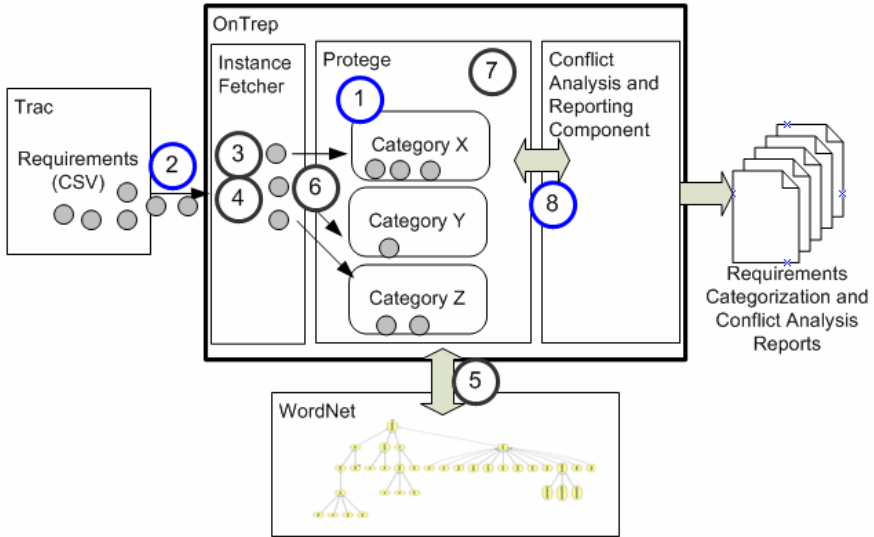 OnTrep
Trac
Requirements
(CSV)
2
Instance
Fetcher
3
4
6
Protege
7
1
Category X
Category Y
Category Z
Conflict
Analysis and
Reporting
Component
8
Requirements
Categorization and
Conflict Analysis
Reports
5
WordNet